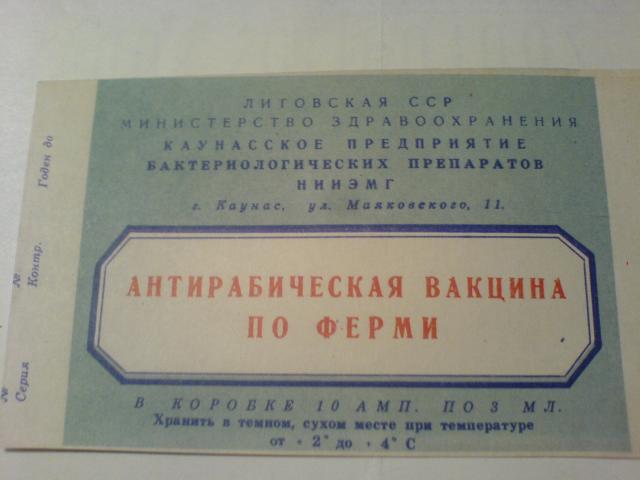 ЛИТОВСКАЯ ССР
МИНИСТЕРСТВО ЗДРАВООХРАНЕНИЯ
КАУНАССКОЕ ПРЕДПРИЯТИЕ
БАКТЕРИОЛОГИЧЕСКИХ ПРЕПАРАТОВ
НИИЭМГ
г. Каунас, ул. Маяковского, 11.
АНТИРАБИЧЕСКАЯ ВАКЦИНА
ПО ФЕРМИ
В КОРОБКЕ 10 АМП. ПО 3 МЛ.
Хранить в темном, сухом месте при температуре
от + 2° до + 4° С
№
Серия
№
Контр.
Годен до